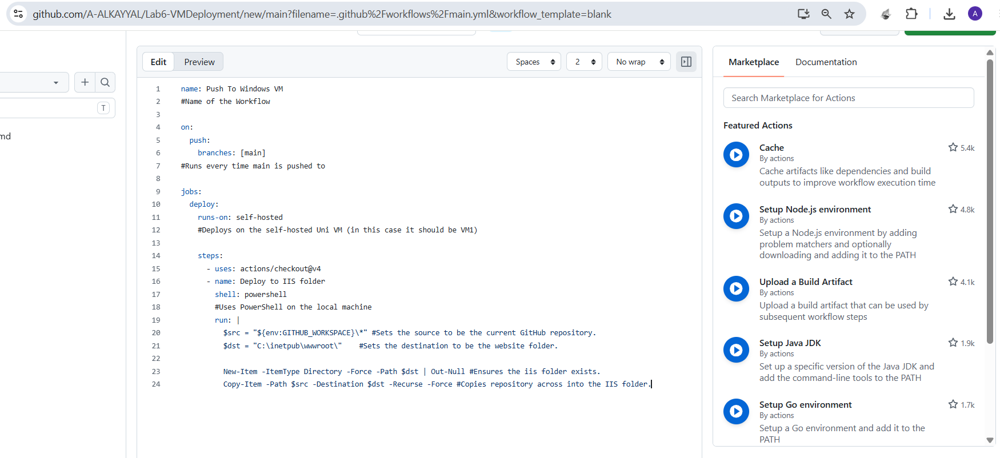 github.com/A-ALKAYYAL/Lab6-VMDeployment/new/main?filename=.github%2Fworkflows%2Fmain.yml&workflow_template=blank
A
Edit
Preview
Spaces
2
No wrap
Marketplace
Documentation
T
md
1 name: Push To Windows VM
2 #Name of the Workflow
3
4 on:
5 push:
6 branches: [main]
7 #Runs every time main is pushed to
8
9 jobs:
10 deploy:
11 runs-on: self-hosted
12 #Deploys on the self-hosted Uni VM (in this case it should be VM1)
13
14 steps:
15 - uses: actions/checkout@v4
16 - name: Deploy to IIS folder
17 shell: powershell
18 #Uses PowerShell on the local machine
19 run: |
20 $src = "${env:GITHUB_WORKSPACE}\*" #Sets the source to be the current GitHub repository.
21 $dst = "C:\inetpub\wwwroot\" #Sets the destination to be the website folder.
22
23 New-Item -ItemType Directory -Force -Path $dst | Out-Null #Ensures the iis folder exists.
24 Copy-Item -Path $src -Destination $dst -Recurse -Force #Copies repository across into the IIS folder.
Search Marketplace for Actions
Featured Actions
Cache
5.4k
By actions
Cache artifacts like dependencies and build
outputs to improve workflow execution time
Setup Node.js environment
4.8k
By actions
Setup a Node.js environment by adding
problem matchers and optionally
downloading and adding it to the PATH
Upload a Build Artifact
4.1k
By actions
Upload a build artifact that can be used by
subsequent workflow steps
Setup Java JDK
1.9k
By actions
Set up a specific version of the Java JDK and
add the command-line tools to the PATH
Setup Go environment
1.7k
By actions
Setup a Go environment and add it to the
PATH